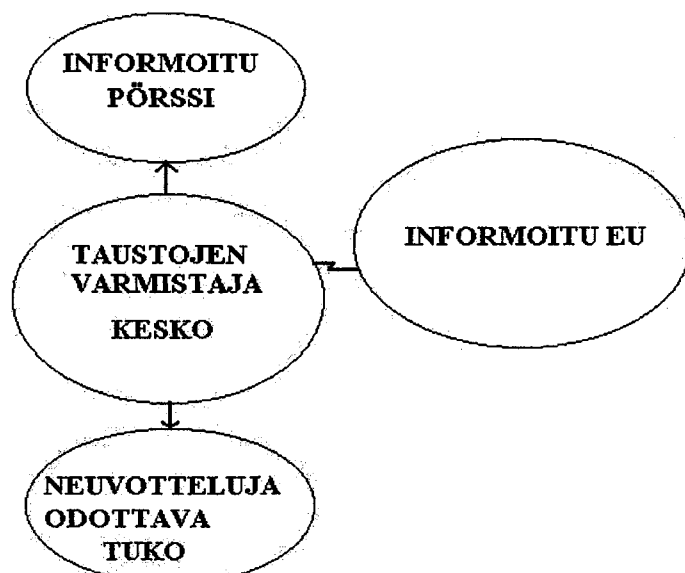 INFORMOITU
PÖRSSI
INFORMOITU EU
TAUSTOJEN
VARMISTAJA
KESKO
NEUVOTTELUJA
ODOTTAVA
TUKO